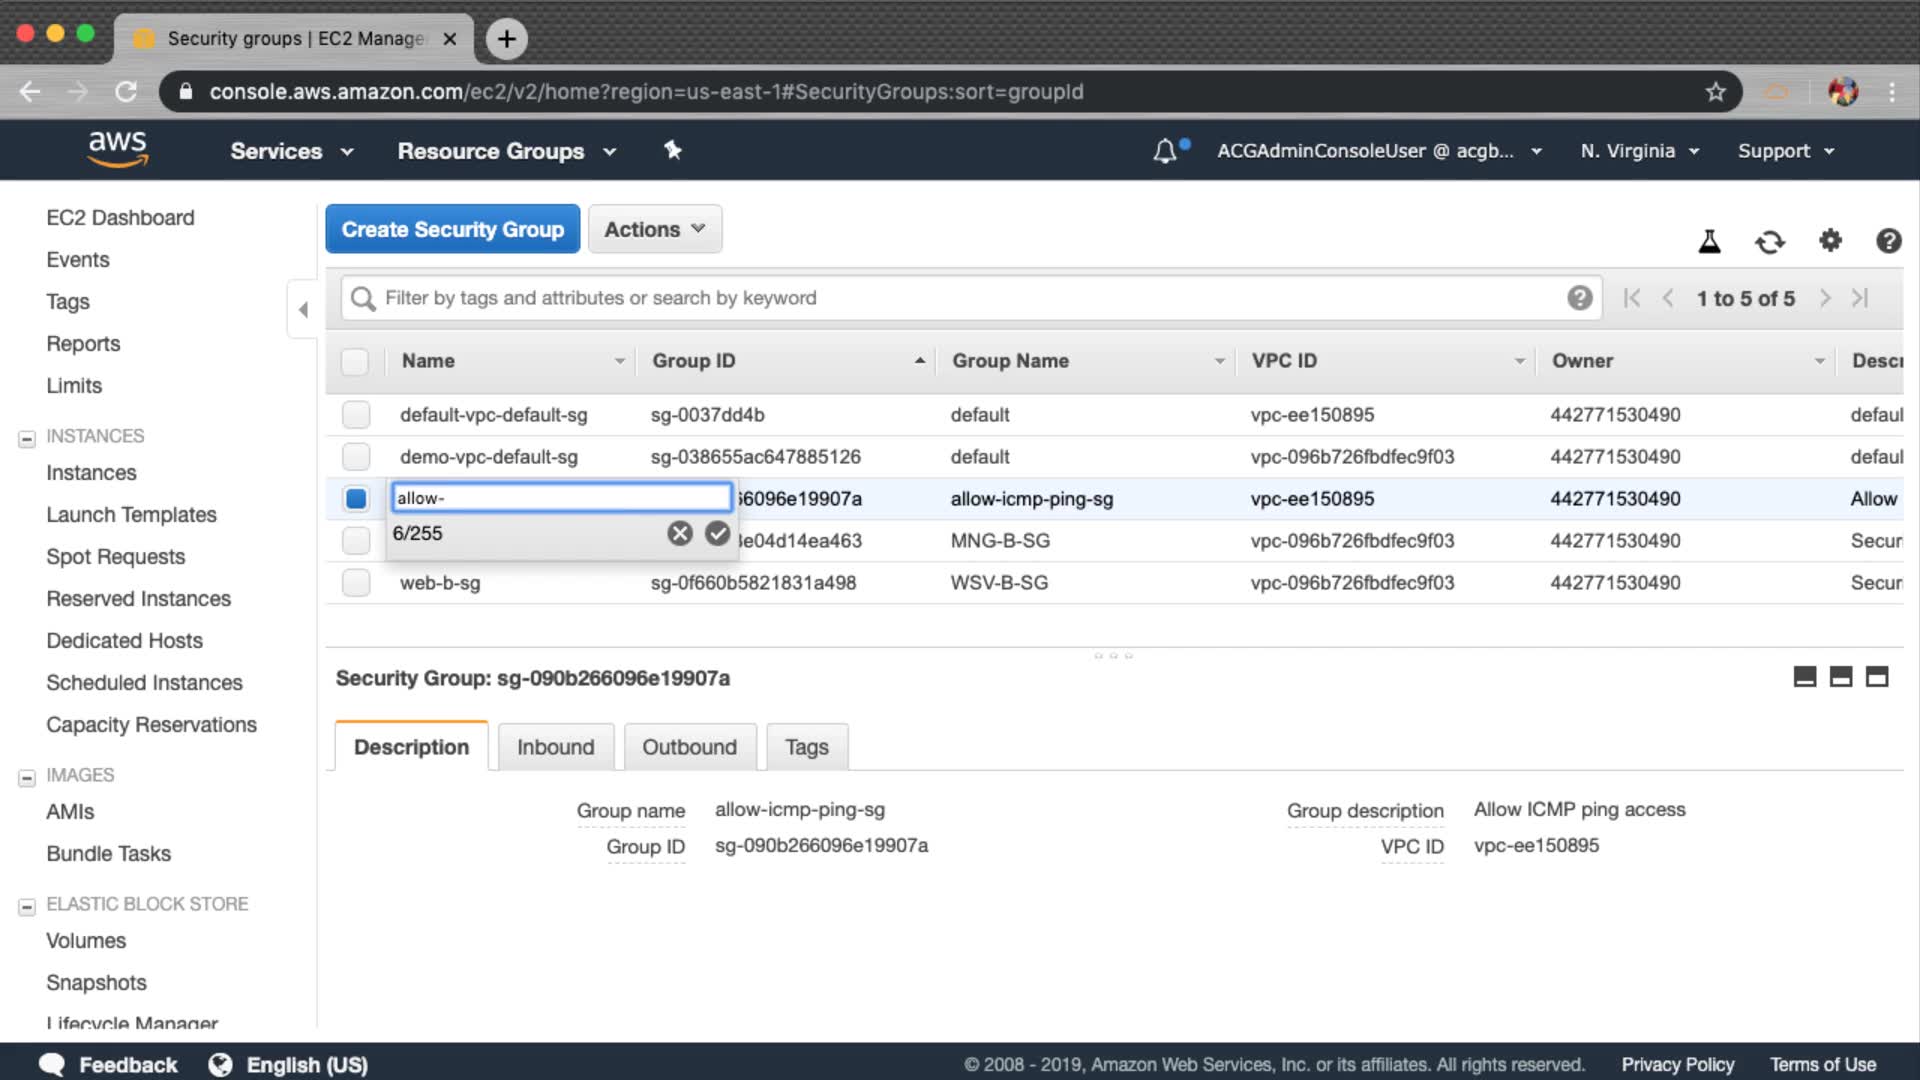 Security groups | EC2 Manage
console.aws.amazon.com/ec2/v2/home?region=us-east-1#SecurityGroups:sort=groupId
aws
Services
Resource Groups
ACGAdminConsoleUser @ acgb...
N. Virginia
Support
EC2 Dashboard
Events
Tags
Reports
Limits
INSTANCES
Instances
Launch Templates
Spot Requests
Reserved Instances
Dedicated Hosts
Scheduled Instances
Capacity Reservations
IMAGES
AMIs
Bundle Tasks
ELASTIC BLOCK STORE
Volumes
Snapshots
Lifecycle Manager
Create Security Group
Actions
Filter by tags and attributes or search by keyword
1 to 5 of 5
Name Group ID Group Name VPC ID Owner Descr
default-vpc-default-sg sg-0037dd4b default vpc-ee150895 442771530490 defaul
demo-vpc-default-sg sg-038655ac647885126 default vpc-096b726fbdfec9f03 442771530490 defaul
allow- 66096e19907a allow-icmp-ping-sg vpc-ee150895 442771530490 Allow
6/255
e04d14ea463 MNG-B-SG vpc-096b726fbdfec9f03 442771530490 Secur
web-b-sg sg-0f660b5821831a498 WSV-B-SG vpc-096b726fbdfec9f03 442771530490 Secur
Security Group: sg-090b266096e19907a
Description
Inbound
Outbound
Tags
Group name allow-icmp-ping-sg
Group description Allow ICMP ping access
Group ID sg-090b266096e19907a
VPC ID vpc-ee150895
Feedback
English (US)
© 2008 - 2019, Amazon Web Services, Inc. or its affiliates. All rights reserved.
Privacy Policy
Terms of Use